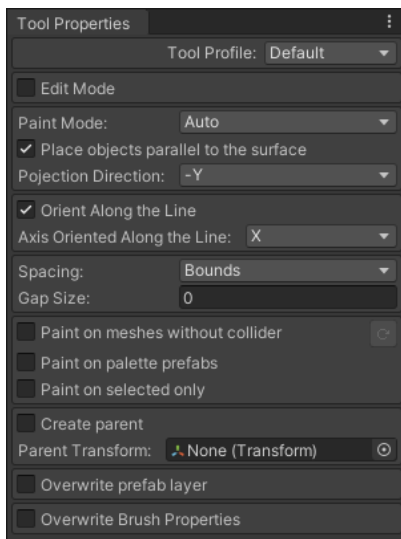 Tool Properties
Tool Profile: Default
Edit Mode
Paint Mode: Auto
Place objects parallel to the surface
Pojection Direction: -Y
Orient Along the Line
Axis Oriented Along the Line: X
Spacing: Bounds
Gap Size: 0
Paint on meshes without collider
Paint on palette prefabs
Paint on selected only
Create parent
Parent Transform: None (Transform)
Overwrite prefab layer
Overwrite Brush Properties